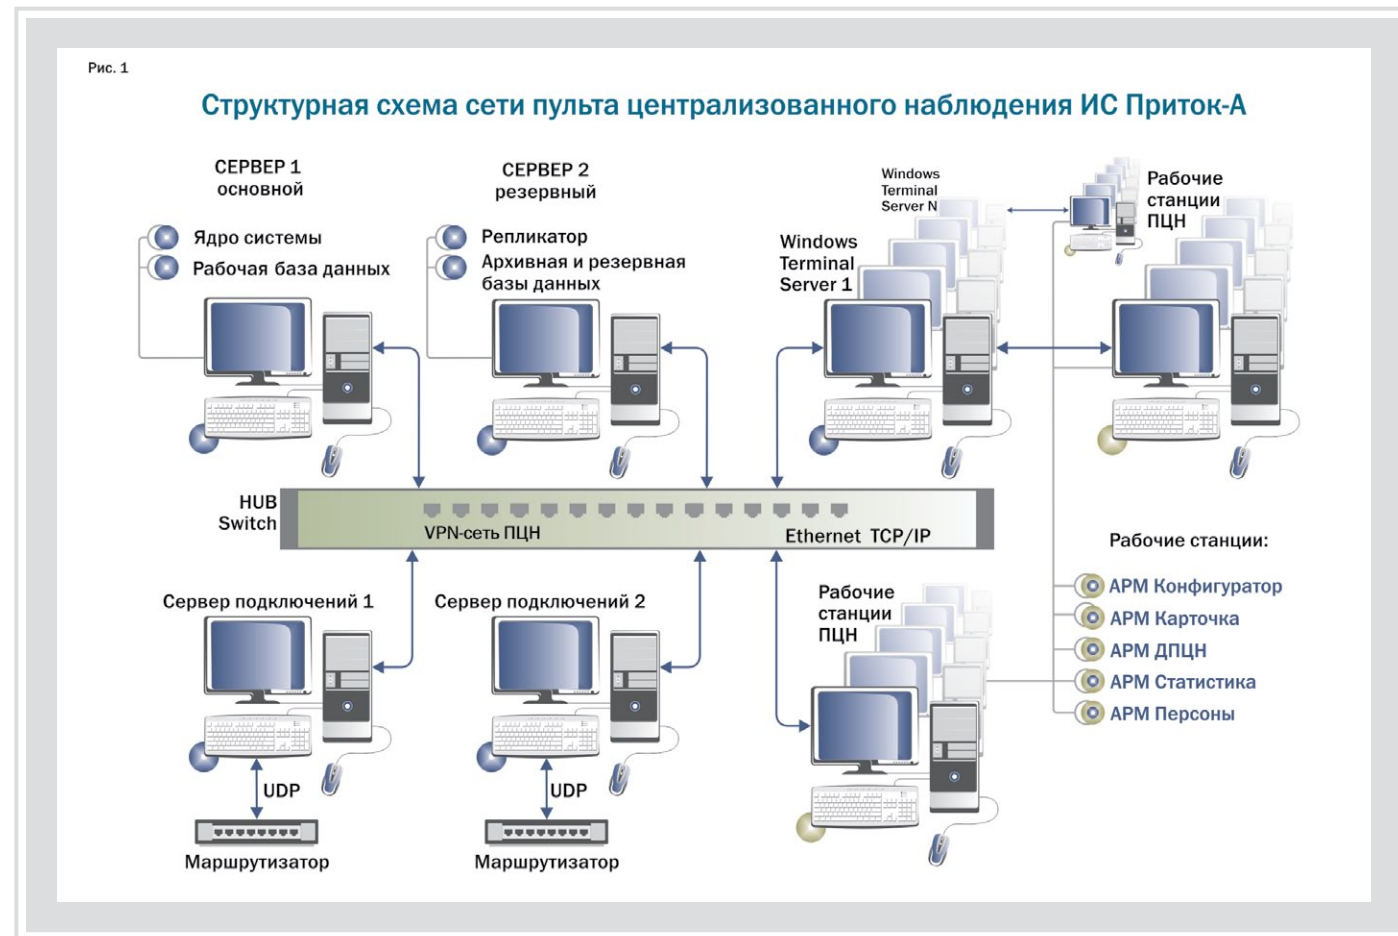 Рис. 1
Структурная схема сети пульта централизованного наблюдения ИС Приток-А
СЕРВЕР 1
основной
Ядро системы
Рабочая база данных
СЕРВЕР 2
резервный
Репликатор
Архивная и резервная
базы данных
Windows
Terminal
Server N
Windows
Terminal
Server 1
Рабочие
станции
ПЦН
HUB
Switch
VPN-сеть ПЦН
Ethernet TCP/IP
Сервер подключений 1
Сервер подключений 2
Рабочие
станции
ПЦН
Рабочие станции:
АРМ Конфигуратор
АРМ Карточка
АРМ ДПЦН
АРМ Статистика
АРМ Персоны
UDP
UDP
Маршрутизатор
Маршрутизатор